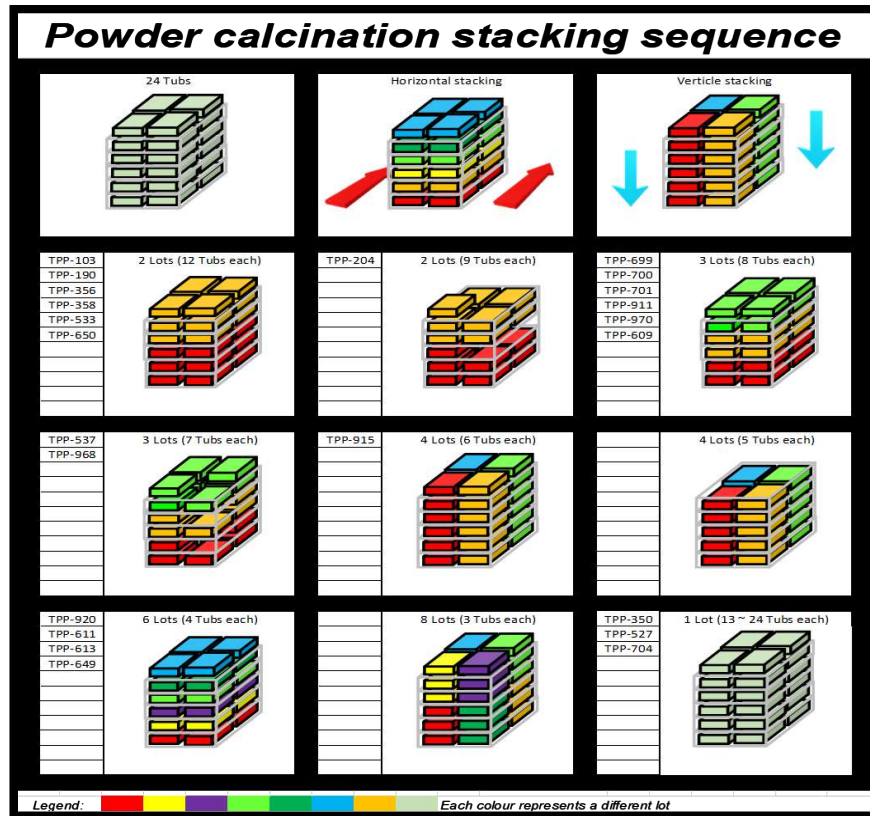 Powder calcination stacking sequence
24 Tubs
Horizontal stacking
Verticle stacking
TPP-103
TPP-190
TPP-356
TPP-358
TPP-533
TPP-650
2 Lots (12 Tubs each)
TPP-204
2 Lots (9 Tubs each)
TPP-699
TPP-700
TPP-701
TPP-911
TPP-970
TPP-609
3 Lots (8 Tubs each)
TPP-537
TPP-968
3 Lots (7 Tubs each)
TPP-915
4 Lots (6 Tubs each)
4 Lots (5 Tubs each)
TPP-920
TPP-611
TPP-613
TPP-649
6 Lots (4 Tubs each)
8 Lots (3 Tubs each)
TPP-350
TPP-527
TPP-704
1 Lot (13 ~ 24 Tubs each)
Legend:
Each colour represents a different lot